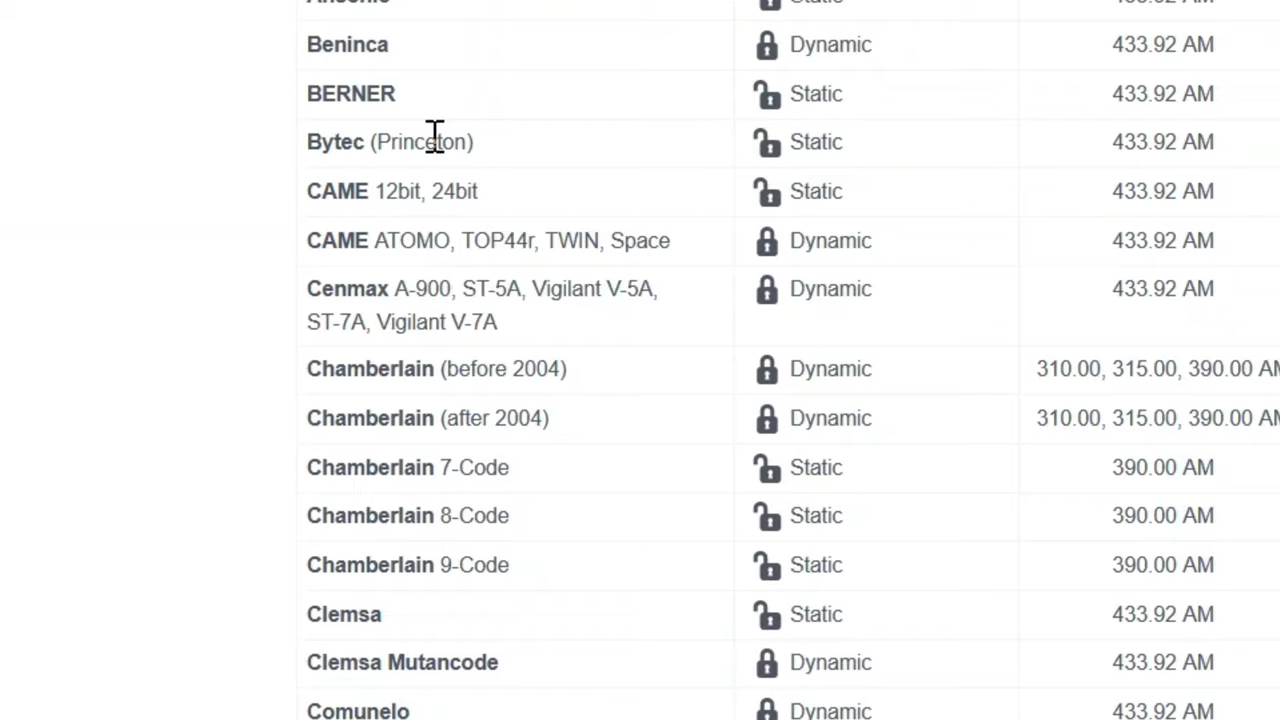 Static
Beninca Dynamic 433.92 AM
BERNER Static 433.92 AM
Bytec (Princeton) Static 433.92 AM
CAME 12bit, 24bit Static 433.92 AM
CAME ATOMO, TOP44r, TWIN, Space Dynamic 433.92 AM
Cenmax A-900, ST-5A, Vigilant V-5A, Dynamic 433.92 AM
ST-7A, Vigilant V-7A
Chamberlain (before 2004) Dynamic 310.00, 315.00, 390.00 AM
Chamberlain (after 2004) Dynamic 310.00, 315.00, 390.00 AM
Chamberlain 7-Code Static 390.00 AM
Chamberlain 8-Code Static 390.00 AM
Chamberlain 9-Code Static 390.00 AM
Clemsa Static 433.92 AM
Clemsa Mutancode Dynamic 433.92 AM
Comunelo Dynamic 433.92 AM